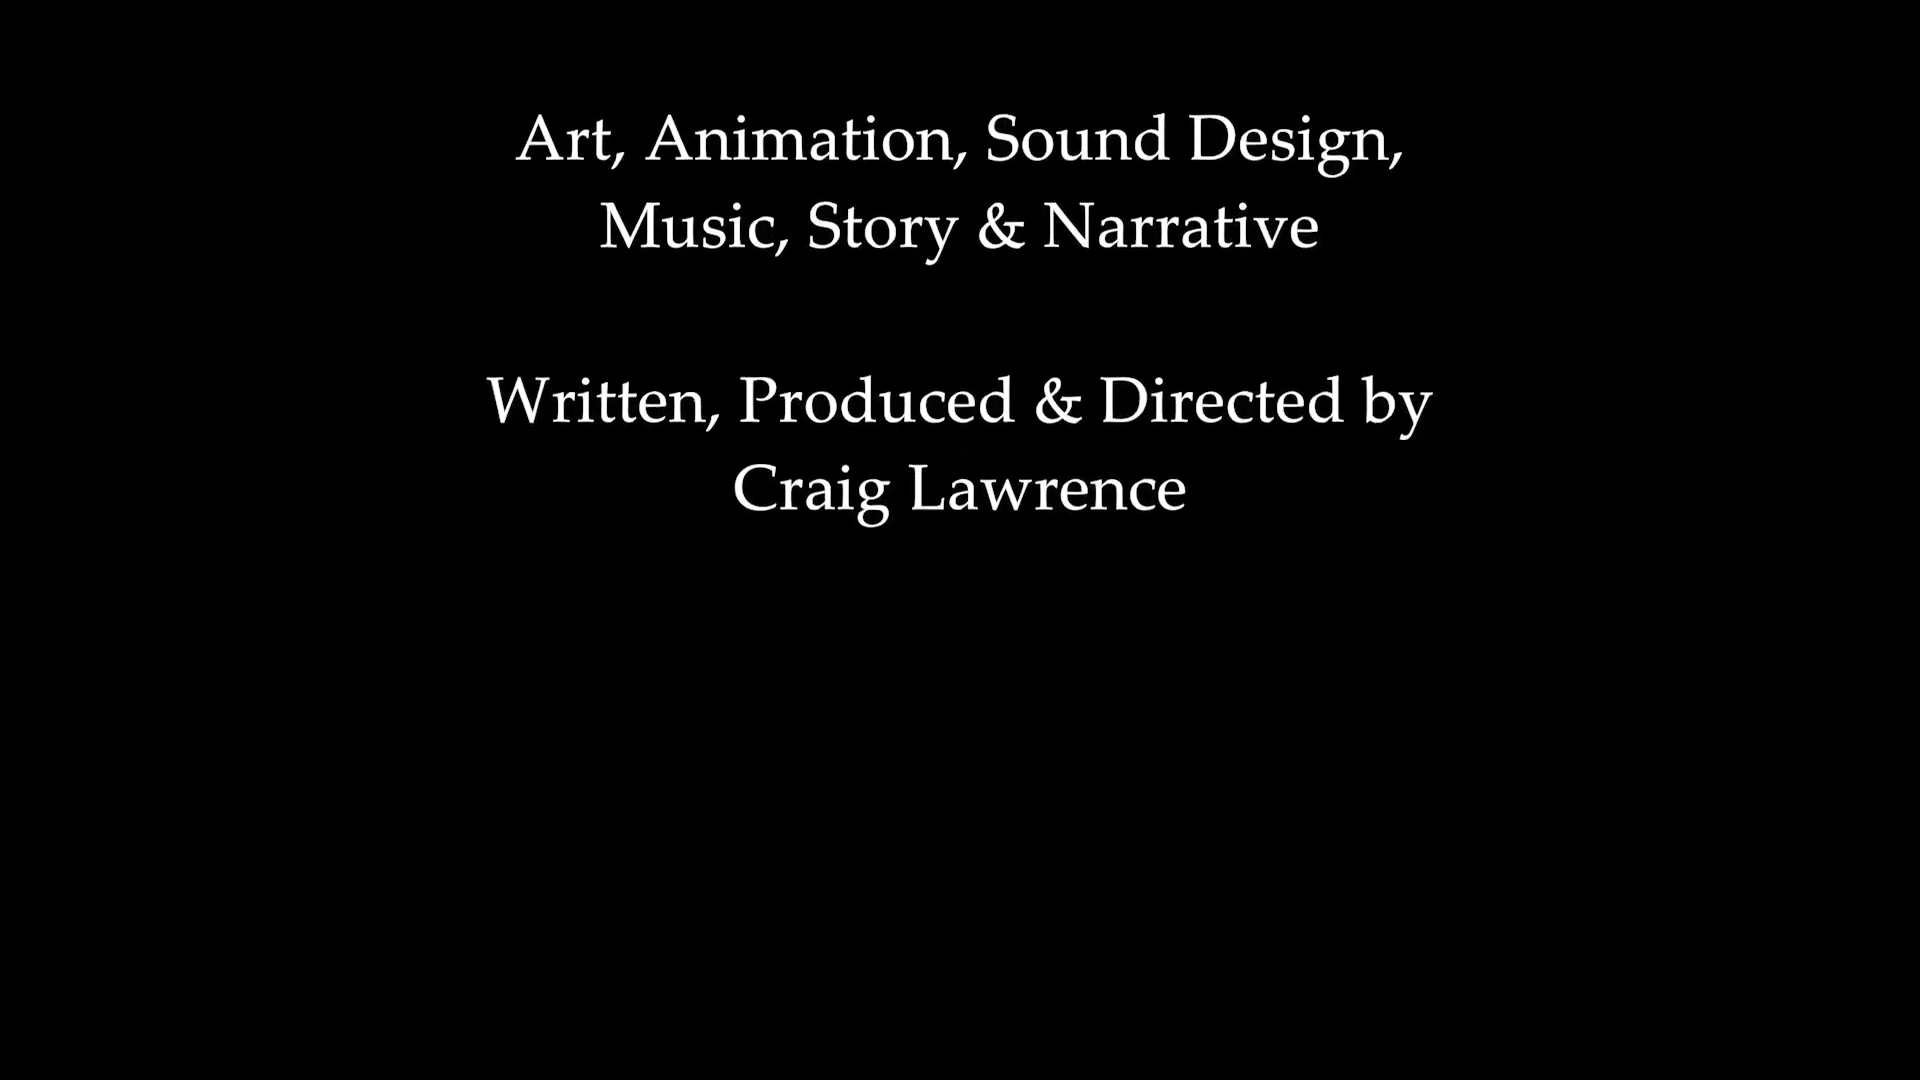 Art, Animation, Sound Design,
Music, Story & Narrative
Written, Produced & Directed by
Craig Lawrence